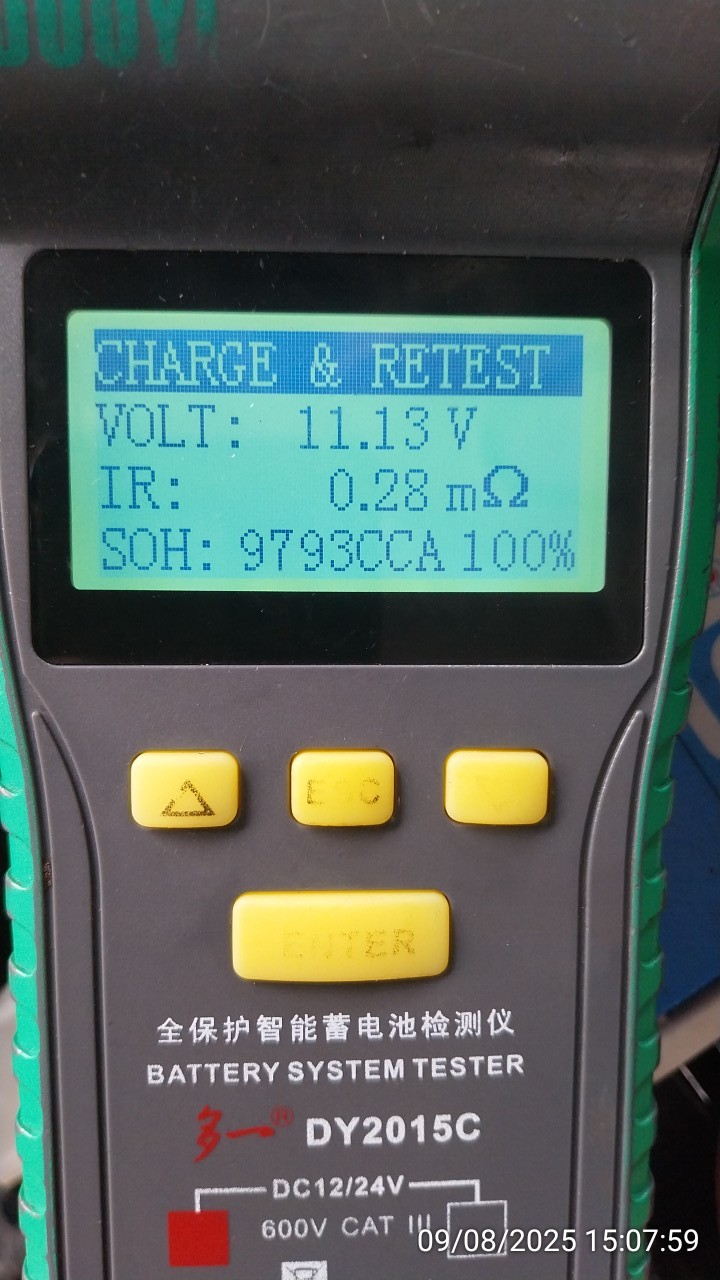 CHARGE & RETEST
VOLT: 11.13 V
IR: 0.28 mΩ
SOH: 9793CCA 100%
ESC
ENTER
全保护智能蓄电池检测仪
BATTERY SYSTEM TESTER
多一® DY2015C
DC12/24V
600V CAT III
09/08/2025 15:07:59